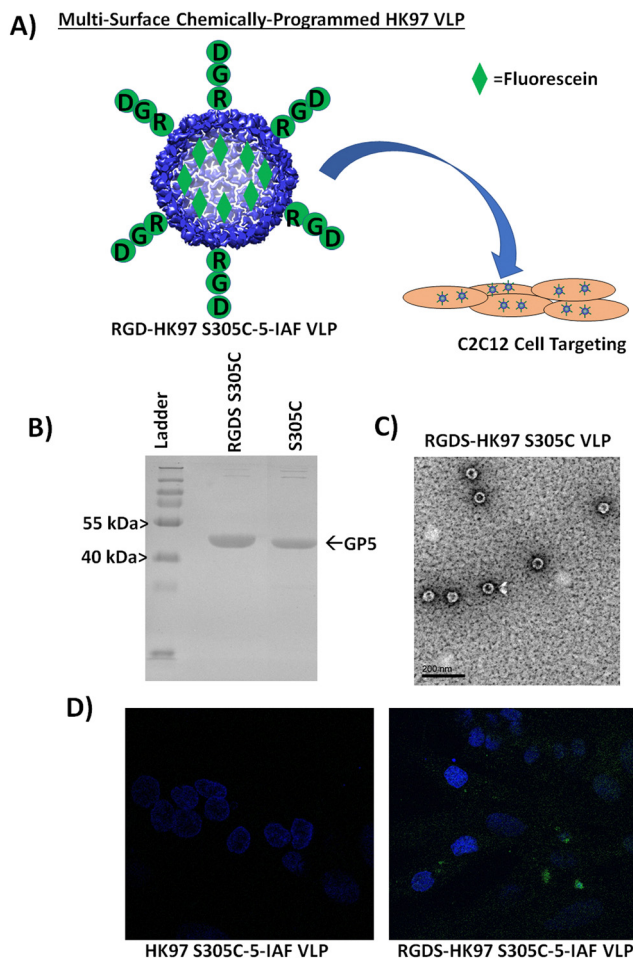 A)
Multi-Surface Chemically-Programmed HK97 VLP
=Fluorescein
D
G
R
D
G
R
R
G
D
R
G
D
R
G
D
R
G
D
RGD-HK97 S305C-5-IAF VLP
C2C12 Cell Targeting
B)
Ladder
RGDS S305C
S305C
55 kDa>
40 kDa>
←GP5
C)
RGDS-HK97 S305C VLP
200 nm
D)
HK97 S305C-5-IAF VLP
RGDS-HK97 S305C-5-IAF VLP